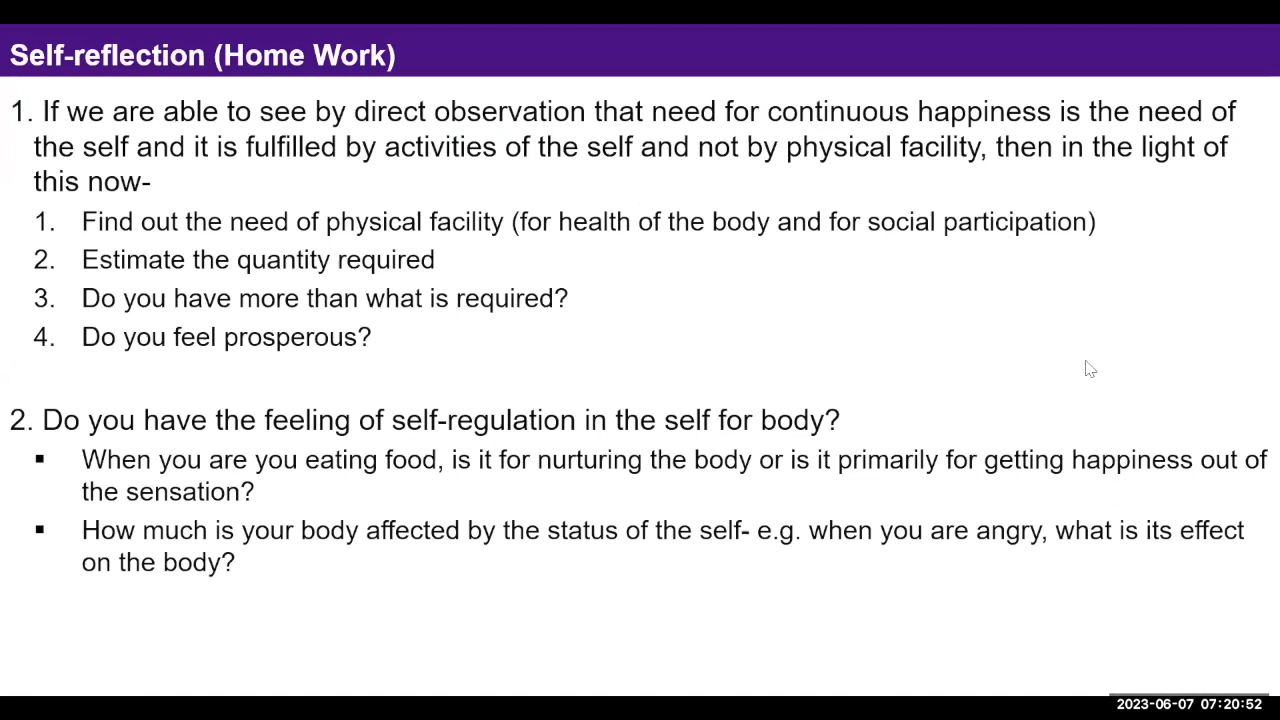 Self-reflection (Home Work)
1. If we are able to see by direct observation that need for continuous happiness is the need of
the self and it is fulfilled by activities of the self and not by physical facility, then in the light of
this now-
1. Find out the need of physical facility (for health of the body and for social participation)
2. Estimate the quantity required
3. Do you have more than what is required?
4. Do you feel prosperous?
2. Do you have the feeling of self-regulation in the self for body?
▪ When you are you eating food, is it for nurturing the body or is it primarily for getting happiness out of
the sensation?
▪ How much is your body affected by the status of the self- e.g. when you are angry, what is its effect
on the body?
2023-06-07 07:20:52